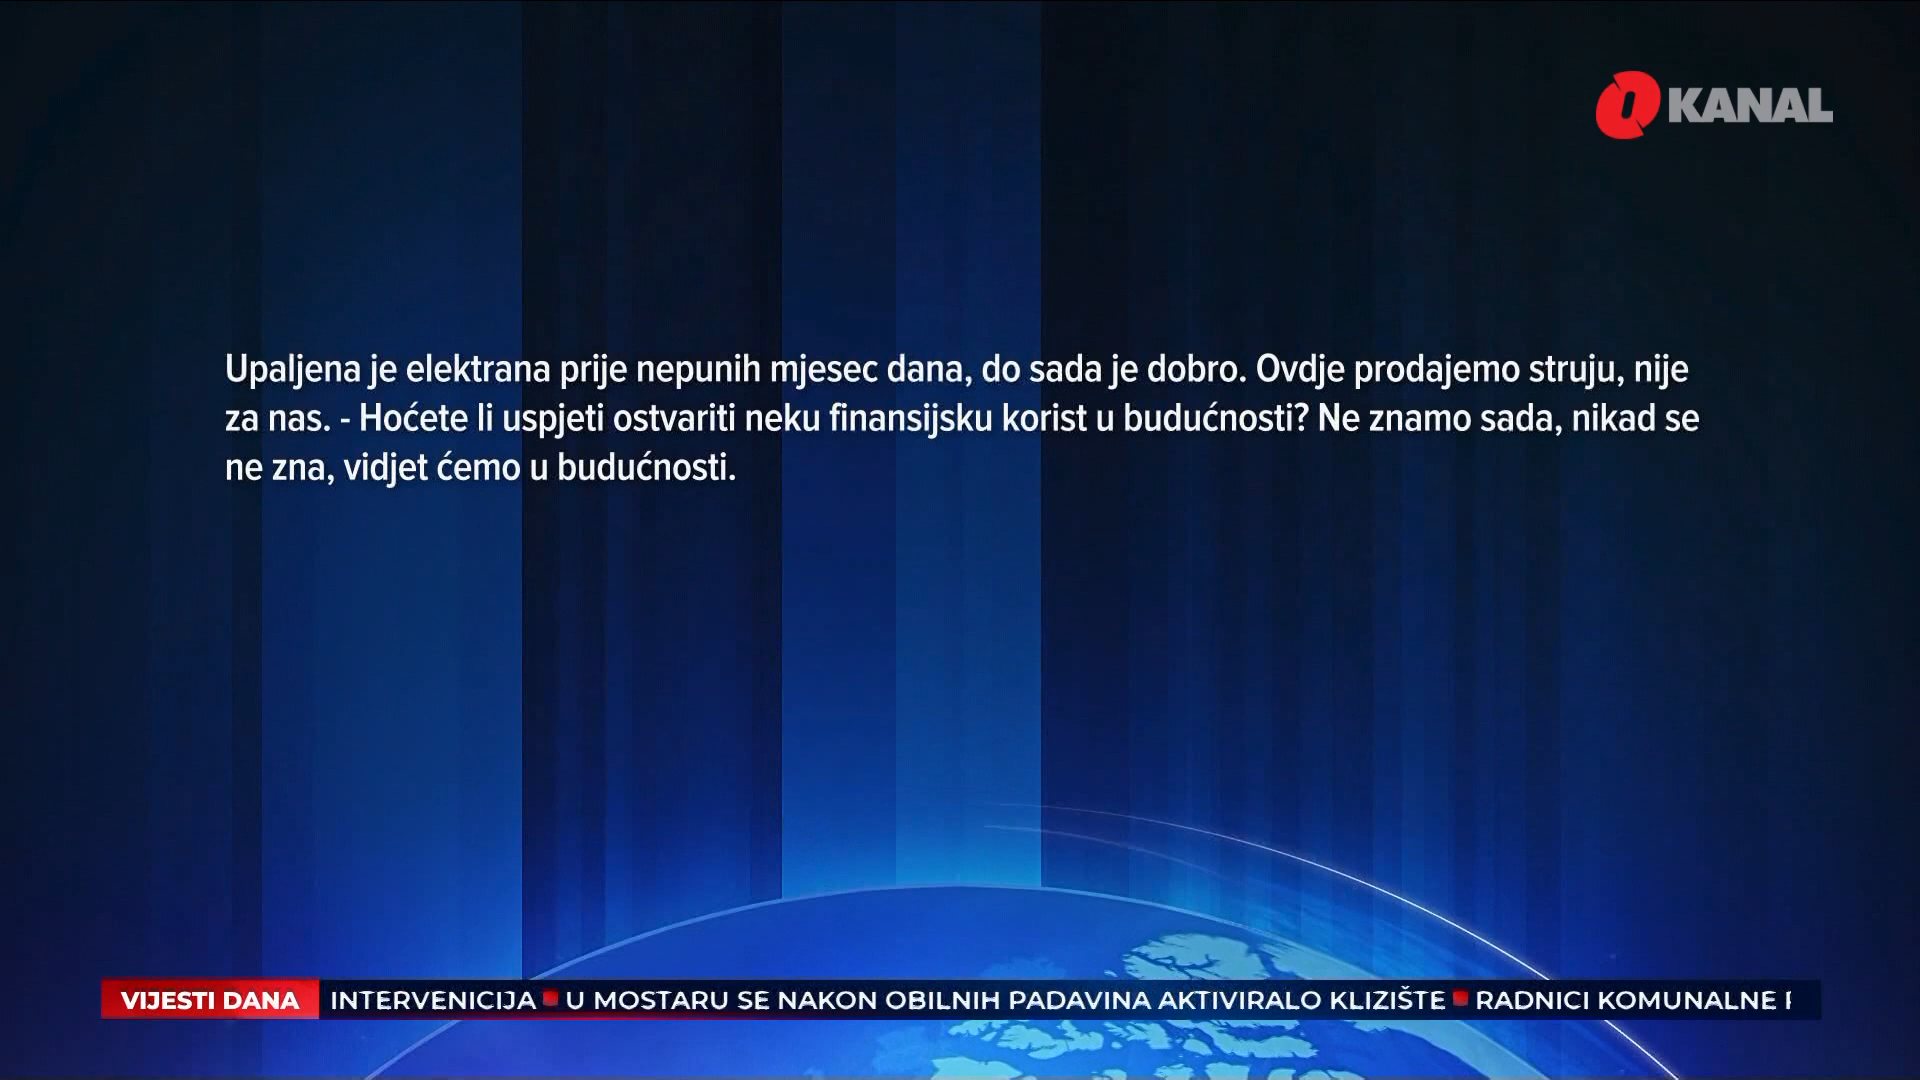 O KANAL
Upaljena je elektrana prije nepunih mjesec dana, do sada je dobro. Ovdje prodajemo struju, nije
za nas. - Hoćete li uspjeti ostvariti neku finansijsku korist u budućnosti? Ne znamo sada, nikad se
ne zna, vidjet ćemo u budućnosti.
VIJESTI DANA INTERVENICIJA ▪ U MOSTARU SE NAKON OBILNIH PADAVINA AKTIVIRALO KLIZIŠTE ▪ RADNICI KOMUNALNE